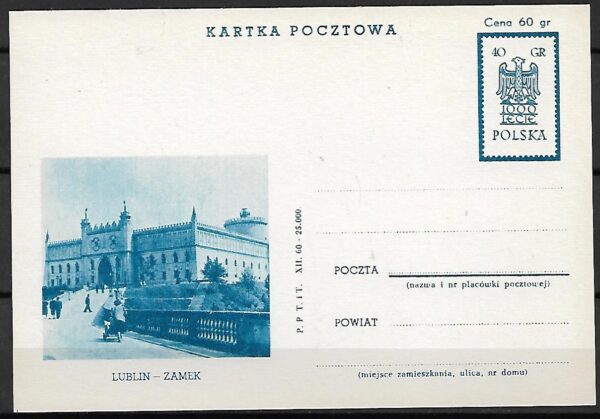 KARTKA POCZTOWA
Cena 60 gr
40 GR
1000
LECIE
POLSKA
P. P. T. i T. XII. 60 - 25.000.
POCZTA
(nazwa i nr placówki pocztowej)
POWIAT
(miejsce zamieszkania, ulica, nr domu)
LUBLIN – ZAMEK